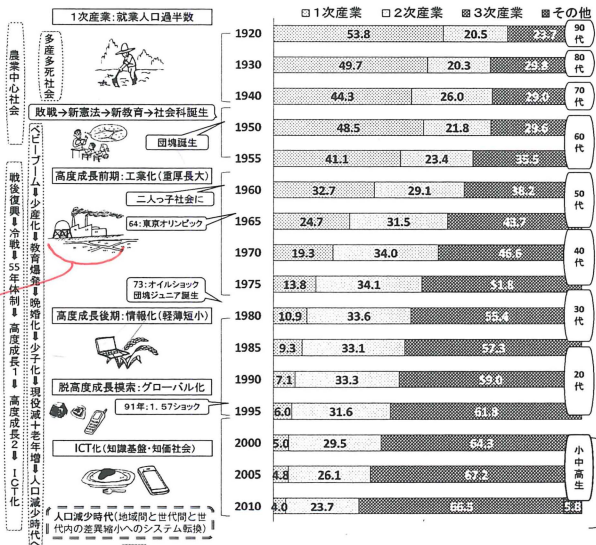 1次産業:就業人口過半数
農業中心社会
多産多死社会
敗戦→新憲法→新教育→社会科誕生
団塊誕生
高度成長前期:工業化(重厚長大)
二人っ子社会に
64:東京オリンピック
73:オイルショック
団塊ジュニア誕生
高度成長後期:情報化(軽薄短小)
脱高度成長模索:グローバル化
91年:1.57ショック
ICT化(知識基盤・知価社会)
人口減少時代(地域間と世代間と世
代内の差異縮小へのシステム転換)
戦後復興➡冷戦➡55年体制➡高度成長1➡高度成長2➡ICT化
ベビーブーム➡少産化➡教育爆発➡晩婚化➡少子化➡現役減+老年増➡人口減少時代へ
1次産業 2次産業 3次産業 その他
1920 53.8 20.5 23.7
1930 49.7 20.3 29.8
1940 44.3 26.0 29.0
1950 48.5 21.8 29.6
1955 41.1 23.4 35.5
1960 32.7 29.1 38.2
1965 24.7 31.5 43.7
1970 19.3 34.0 46.6
1975 13.8 34.1 51.8
1980 10.9 33.6 55.4
1985 9.3 33.1 57.3
1990 7.1 33.3 59.0
1995 6.0 31.6 61.8
2000 5.0 29.5 64.3
2005 4.8 26.1 67.2
2010 4.0 23.7 66.5 5.8
90代
80代
70代
60代
50代
40代
30代
20代
小中高生